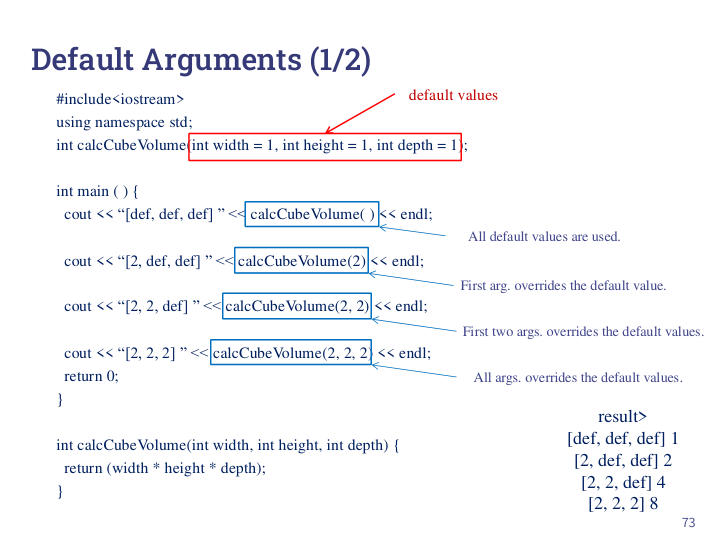 Default Arguments (1/2)
default values
#include<iostream>
using namespace std;
int calcCubeVolume(int width = 1, int height = 1, int depth = 1);
int main ( ) {
cout << “[def, def, def] ” << calcCubeVolume( ) << endl;
All default values are used.
cout << “[2, def, def] ” << calcCubeVolume(2) << endl;
First arg. overrides the default value.
cout << “[2, 2, def] ” << calcCubeVolume(2, 2) << endl;
First two args. overrides the default values.
cout << “[2, 2, 2] ” << calcCubeVolume(2, 2, 2) << endl;
return 0;
All args. overrides the default values.
}
int calcCubeVolume(int width, int height, int depth) {
return (width * height * depth);
}
result>
[def, def, def] 1
[2, def, def] 2
[2, 2, def] 4
[2, 2, 2] 8
73